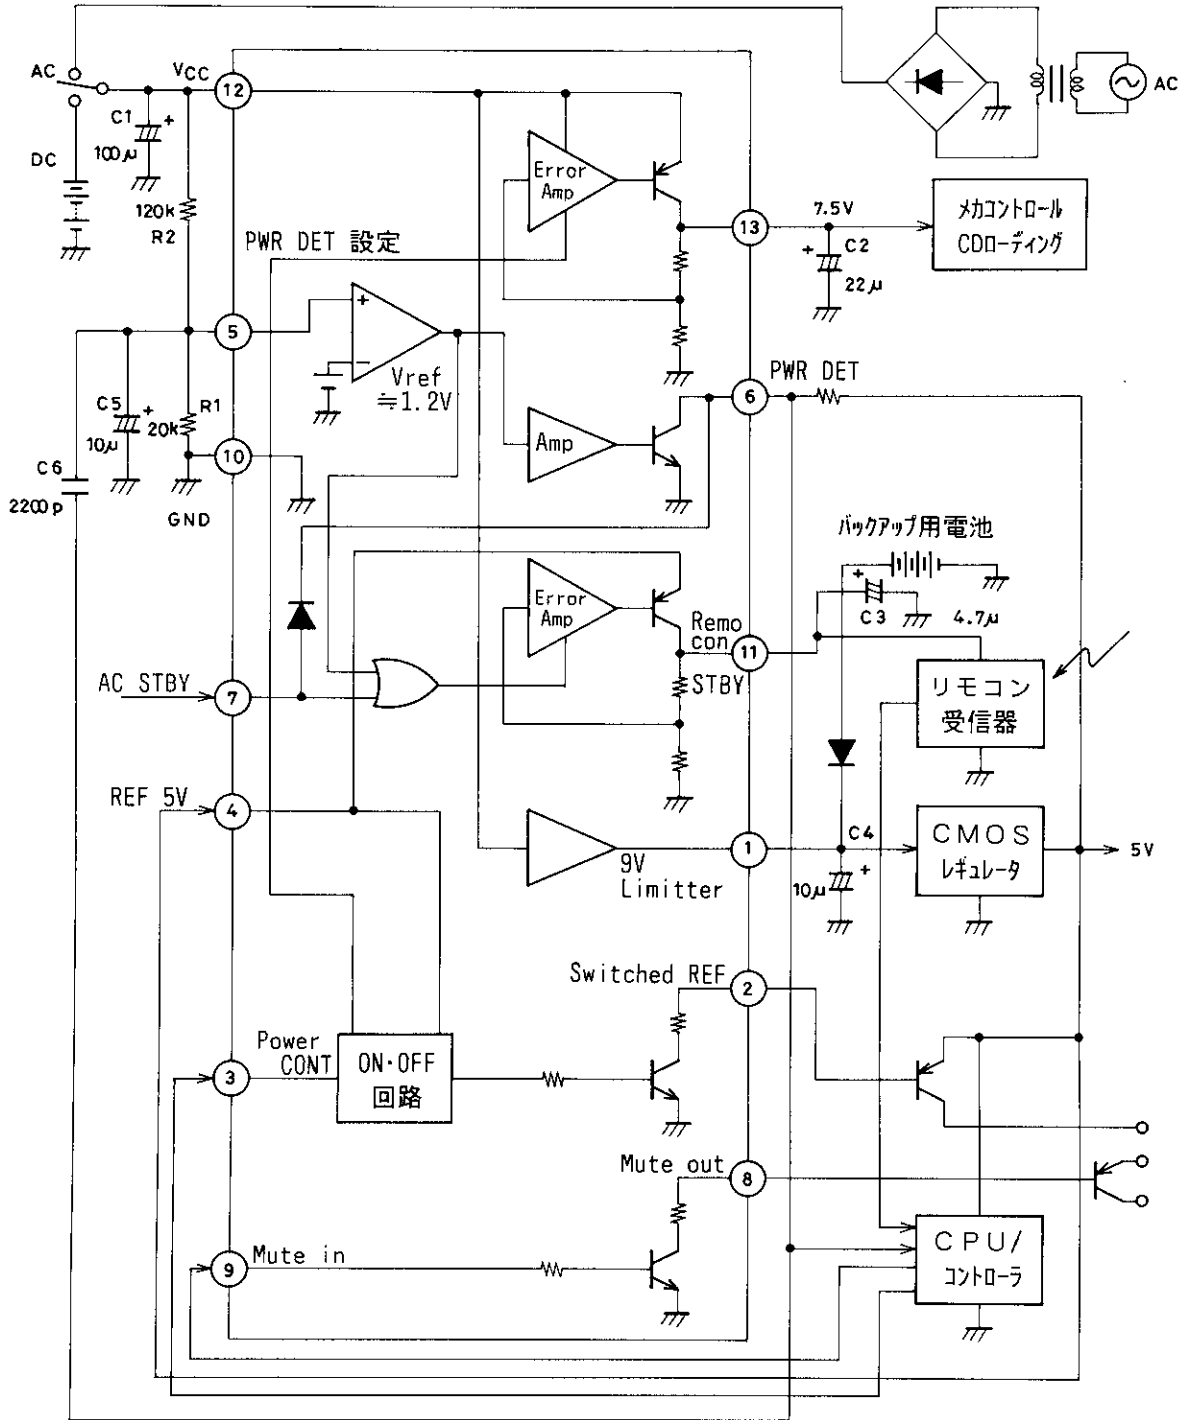 AC
AC
VCC
12
C1
+
100μ
DC
120k
R2
Error
Amp
7.5V
13
+
C2
22μ
メカコントロール
CDローディング
PWR DET 設定
5
+
−
Vref
≒1.2V
PWR DET
6
C5
+
10μ
R1
20k
10
Amp
C6
2200p
GND
バックアップ用電池
Error
Amp
+
C3
4.7μ
Remo
con
11
STBY
AC STBY
7
リモコン
受信器
REF 5V
4
1
C4
CMOS
レギュレータ
5V
9V
Limitter
10μ
+
Switched REF
2
Power
CONT
3
ON・OFF
回路
Mute out
8
Mute in
9
CPU/
コントローラ